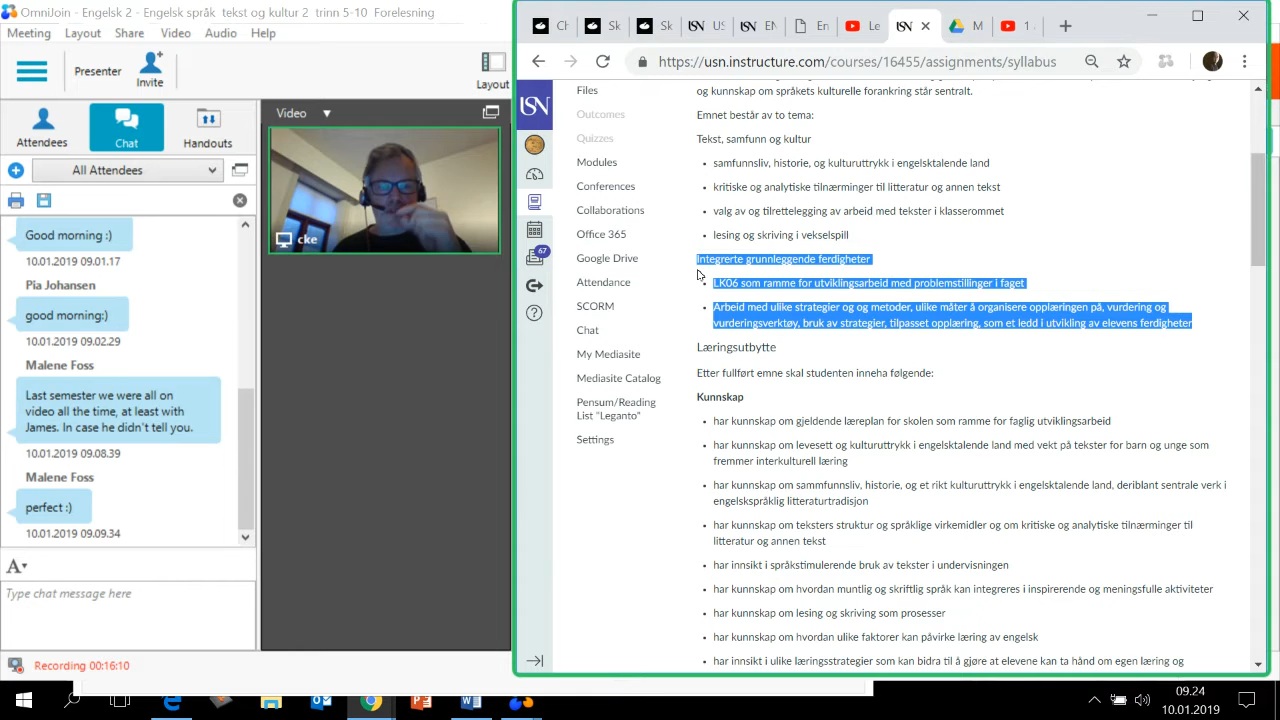 OmniJoin - Engelsk 2 - Engelsk språk tekst og kultur 2 trinn 5-10 Forelesning
Meeting Layout Share Video Audio Help
Presenter
Invite
Layout
Attendees
Chat
Handouts
All Attendees
Good morning :)
10.01.2019 09.01.17
Pia Johansen
good morning:)
10.01.2019 09.02.29
Malene Foss
Last semester we were all on
video all the time, at least with
James. In case he didn't tell you.
10.01.2019 09.08.39
Malene Foss
perfect :)
10.01.2019 09.09.34
A
Type chat message here
Recording 00:16:10
Video
cke
Sk
Sk
USN
US
USN
EN
En
Le
USN
M
1
https://usn.instructure.com/courses/16455/assignments/syllabus
USN
67
Files
Outcomes
Quizzes
Modules
Conferences
Collaborations
Office 365
Google Drive
Attendance
SCORM
Chat
My Mediasite
Mediasite Catalog
Pensum/Reading
List "Leganto"
Settings
og kunnskap om språkets kulturelle forankring står sentralt.
Emnet består av to tema:
Tekst, samfunn og kultur
samfunnsliv, historie, og kulturuttrykk i engelsktalende land
kritiske og analytiske tilnærminger til litteratur og annen tekst
valg av og tilrettelegging av arbeid med tekster i klasserommet
lesing og skriving i vekselspill
Integrerte grunnleggende ferdigheter
LK06 som ramme for utviklingsarbeid med problemstillinger i faget
Arbeid med ulike strategier og og metoder, ulike måter å organisere opplæringen på, vurdering og
vurderingsverktøy, bruk av strategier, tilpasset opplæring, som et ledd i utvikling av elevens ferdigheter
Læringsutbytte
Etter fullført emne skal studenten inneha følgende:
Kunnskap
har kunnskap om gjeldende læreplan for skolen som ramme for faglig utviklingsarbeid
har kunnskap om levesett og kulturuttrykk i engelsktalende land med vekt på tekster for barn og unge som
fremmer interkulturell læring
har kunnskap om sammfunnsliv, historie, og et rikt kulturuttrykk i engelsktalende land, deriblant sentrale verk i
engelskspråklig litteraturtradisjon
har kunnskap om teksters struktur og språklige virkemidler og om kritiske og analytiske tilnærminger til
litteratur og annen tekst
har innsikt i språkstimulerende bruk av tekster i undervisningen
har kunnskap om hvordan muntlig og skriftlig språk kan integreres i inspirerende og meningsfulle aktiviteter
har kunnskap om lesing og skriving som prosesser
har kunnskap om hvordan ulike faktorer kan påvirke læring av engelsk
har innsikt i ulike læringsstrategier som kan bidra til å gjøre at elevene kan ta hånd om egen læring og
09.24
10.01.2019